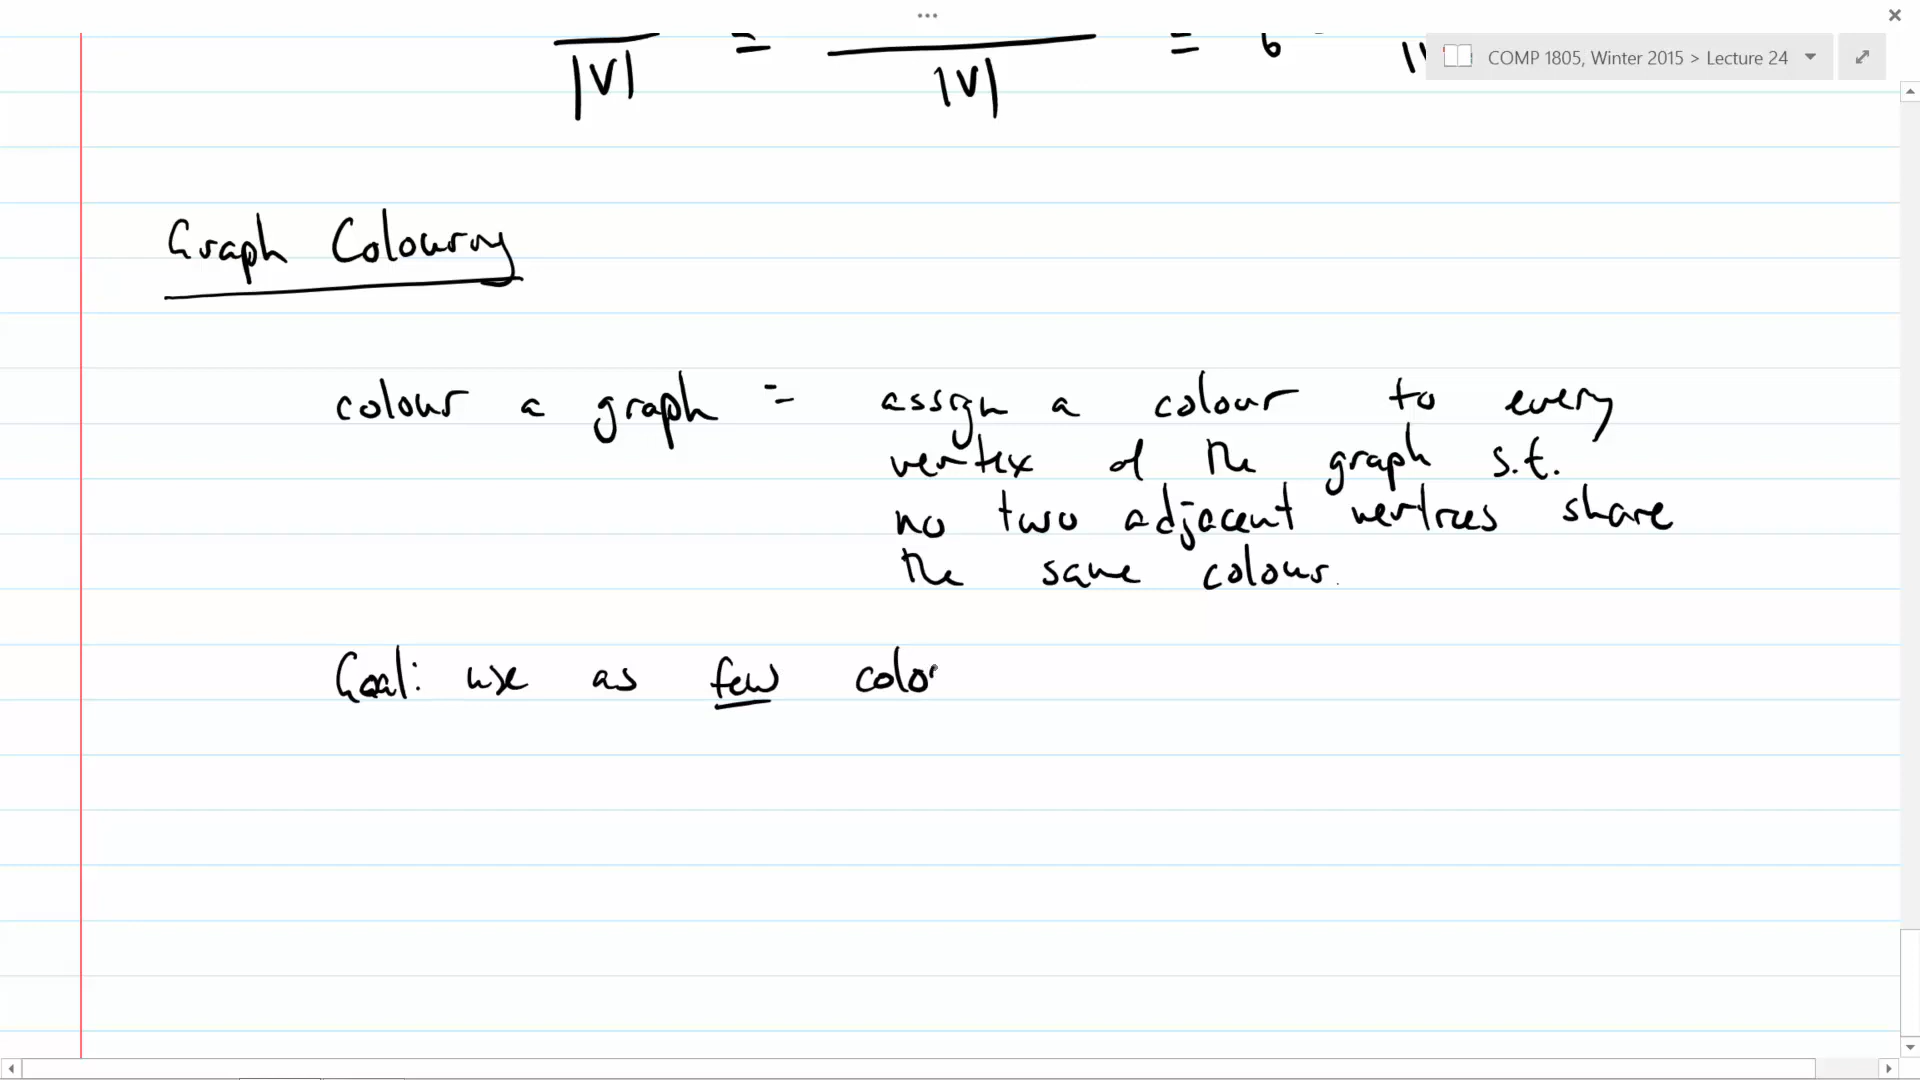 COMP 1805, Winter 2015 > Lecture 24
|V| = |V| = 6 -
Graph Colouring
colour a graph = assign a colour to every
vertex of the graph s.t.
no two adjacent vertices share
the same colour.
Goal: use as few colo